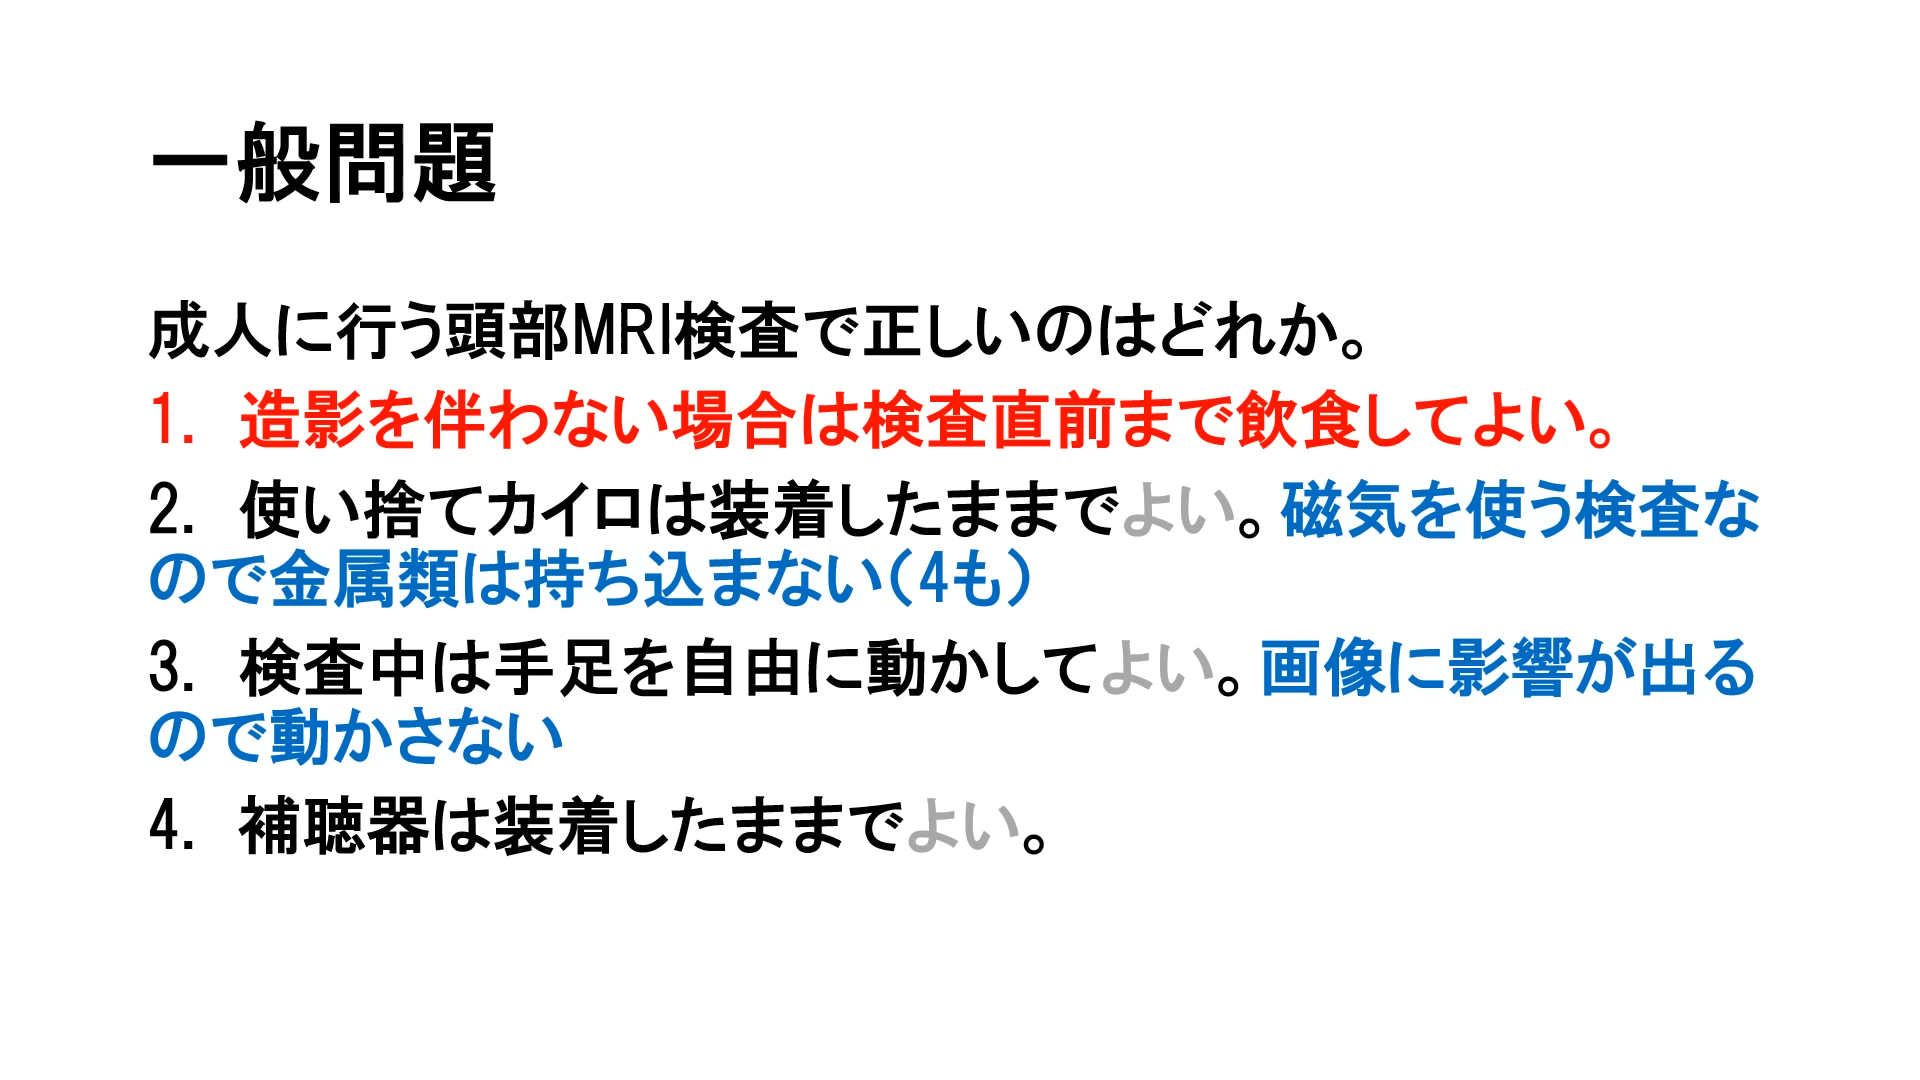 一般問題
成人に行う頭部MRI検査で正しいのはどれか。
1. 造影を伴わない場合は検査直前まで飲食してよい。
2. 使い捨てカイロは装着したままでよい。磁気を使う検査な
ので金属類は持ち込まない（4も）
3. 検査中は手足を自由に動かしてよい。画像に影響が出る
ので動かさない
4. 補聴器は装着したままでよい。